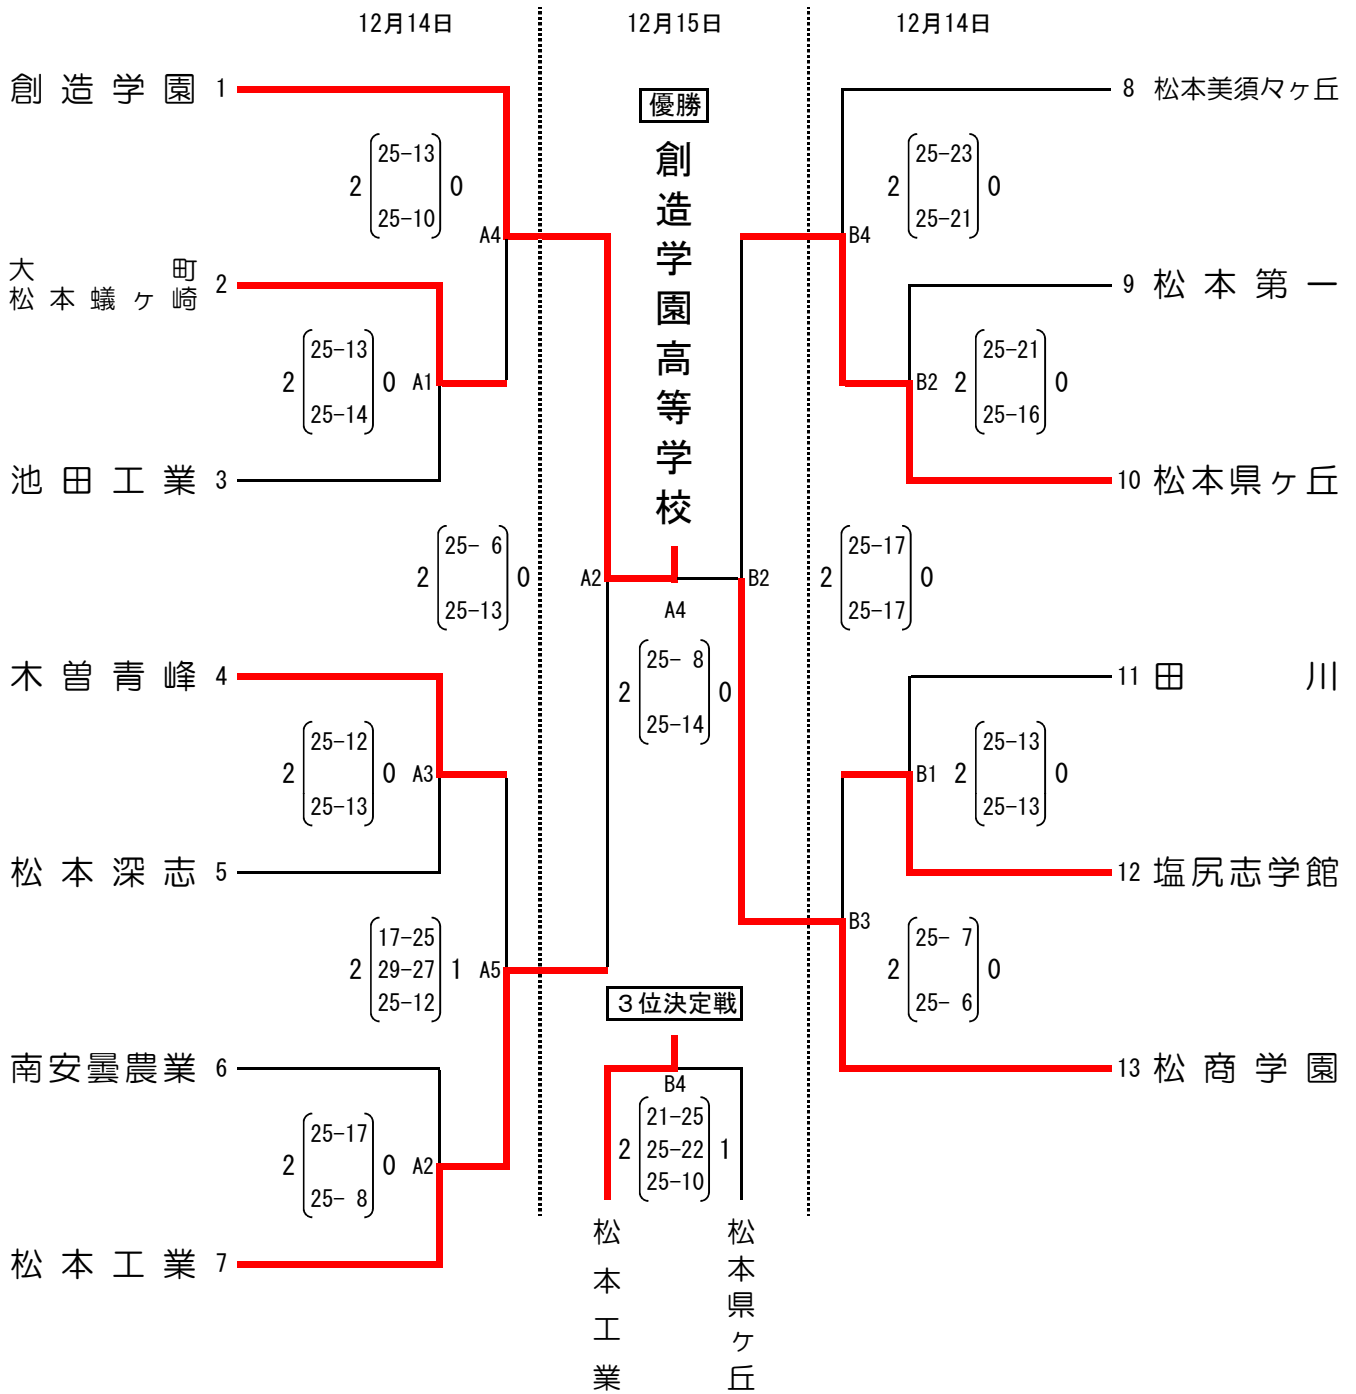 12月14日
12月15日
12月14日
創造学園 1
大町
松本蟻ヶ崎 2
池田工業 3
木曽青峰 4
松本深志 5
南安曇農業 6
松本工業 7
8 松本美須々ヶ丘
9 松本第一
10 松本県ヶ丘
11 田川
12 塩尻志学館
13 松商学園
優勝
創造学園高等学校
A4
25-13
2 0
25-10
A1
25-13
2 0
25-14
A2
25- 6
2 0
25-13
A3
25-12
2 0
25-13
A5
17-25
2 29-27 1
25-12
A2
25-17
2 0
25- 8
A4
25- 8
2 0
25-14
B4
25-23
2 0
25-21
B2
25-21
2 0
25-16
B2
25-17
2 0
25-17
B1
25-13
2 0
25-13
B3
25- 7
2 0
25- 6
3位決定戦
B4
21-25
2 25-22 1
25-10
松本工業
松本県ヶ丘